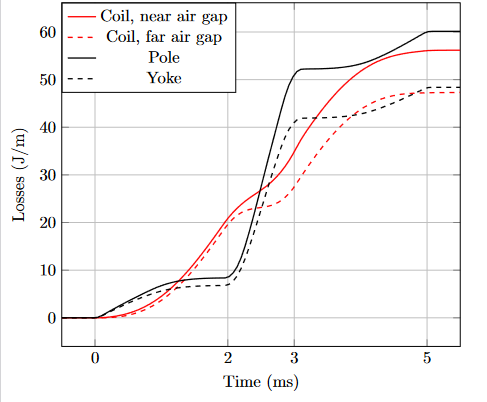 Coil, near air gap
Coil, far air gap
Pole
Yoke
60
50
40
30
20
10
0
Losses (J/m)
0 2 3 5
Time (ms)